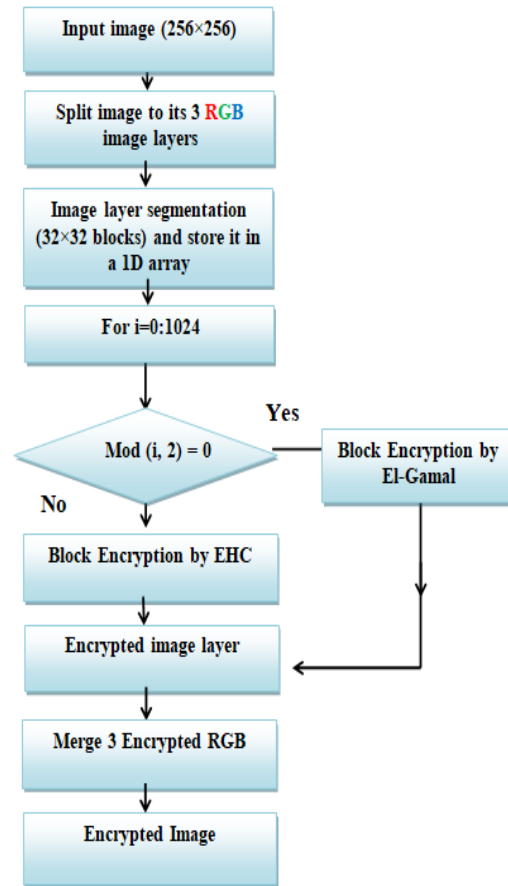 Input image (256×256)
Split image to its 3 RGB
image layers
Image layer segmentation
(32×32 blocks) and store it in
a 1D array
For i=0:1024
Mod (i, 2) = 0
Yes
Block Encryption by
El-Gamal
No
Block Encryption by EHC
Encrypted image layer
Merge 3 Encrypted RGB
Encrypted Image